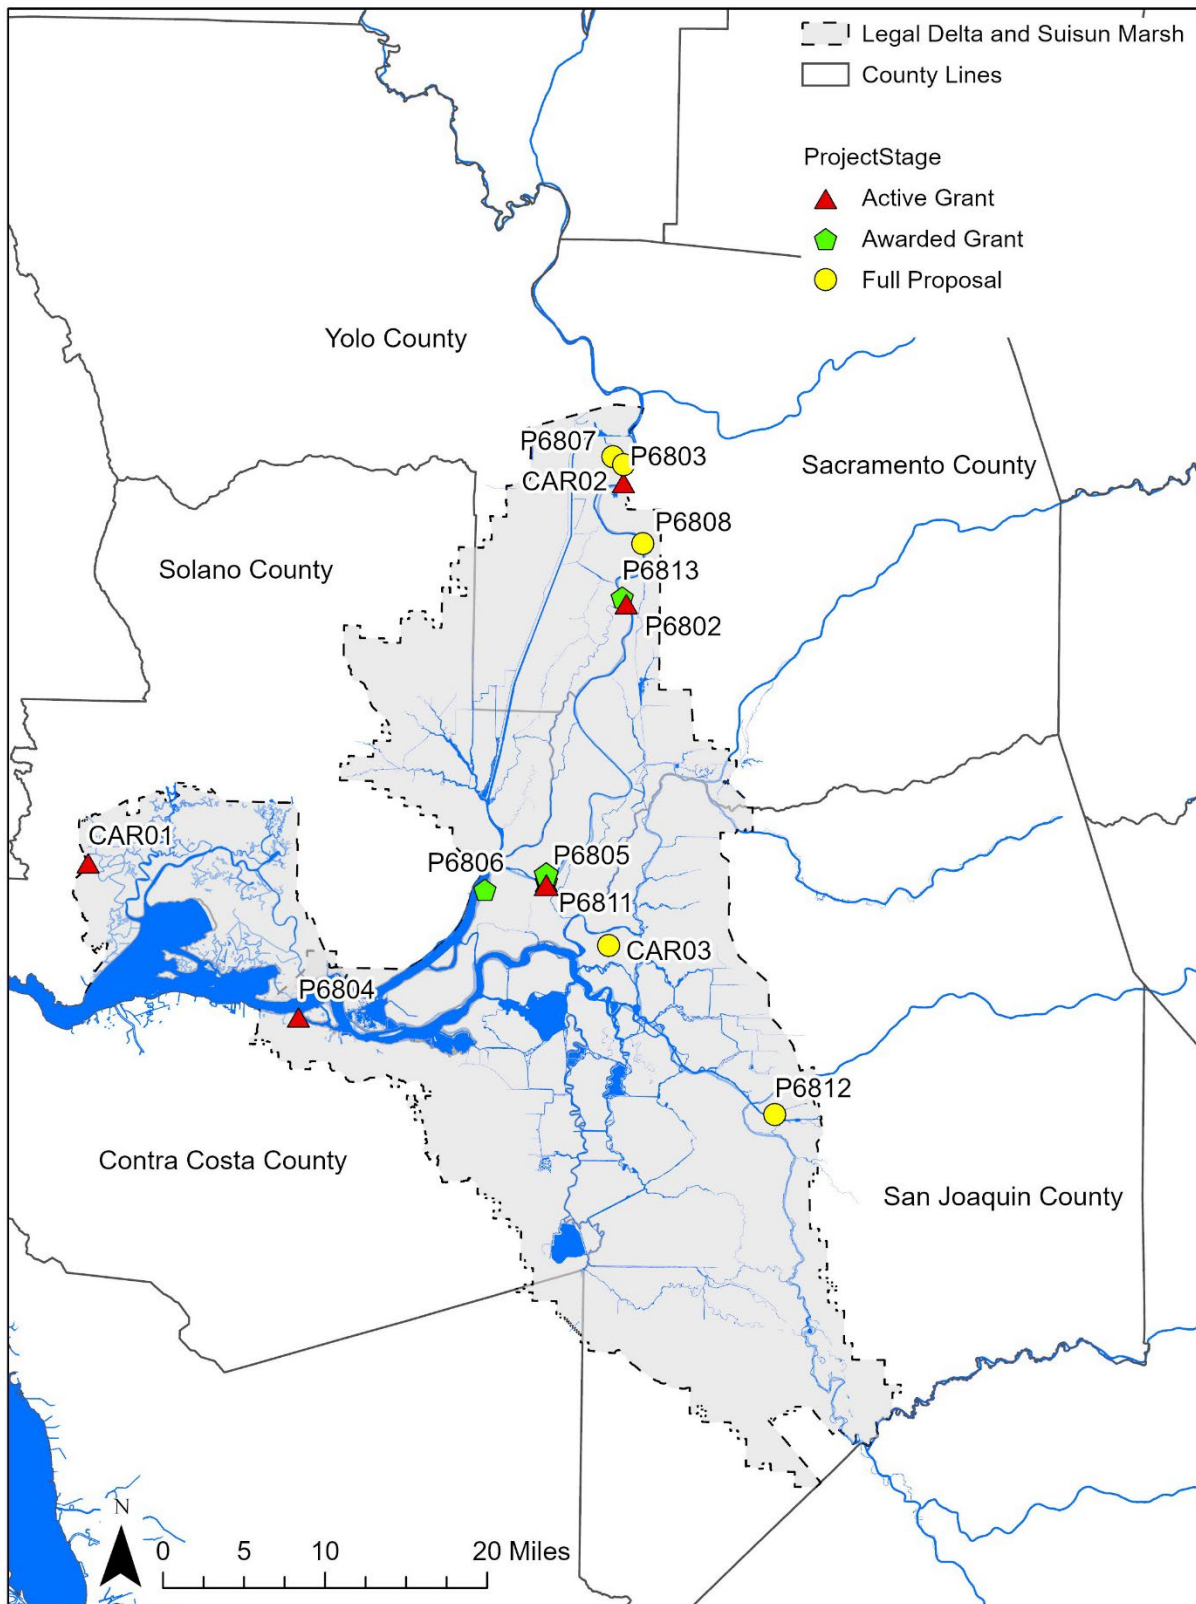 Legal Delta and Suisun Marsh
County Lines
ProjectStage
Active Grant
Awarded Grant
Full Proposal
Yolo County
P6807
P6803
Sacramento County
CAR02
P6808
Solano County
P6813
P6802
CAR01
P6806
P6805
P6811
CAR03
P6804
P6812
Contra Costa County
San Joaquin County
N
0 5 10 20 Miles